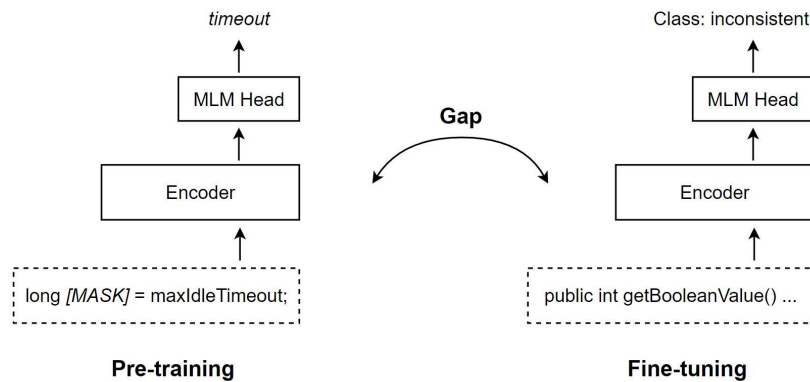 timeout
Class: inconsistent
MLM Head
MLM Head
Gap
Encoder
Encoder
long [MASK] = maxIdleTimeout;
public int getBooleanValue() ...
Pre-training
Fine-tuning